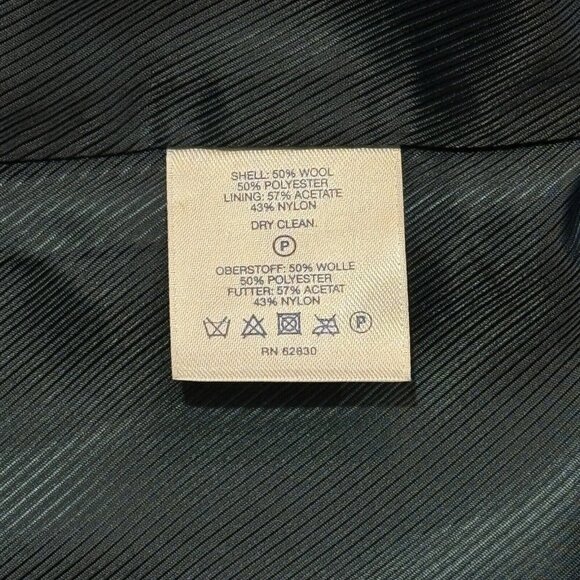 SHELL: 50% WOOL
50% POLYESTER
LINING: 57% ACETATE
43% NYLON
DRY CLEAN.
P
OBERSTOFF: 50% WOLLE
50% POLYESTER
FUTTER: 57% ACETAT
43% NYLON
P
RN 62830